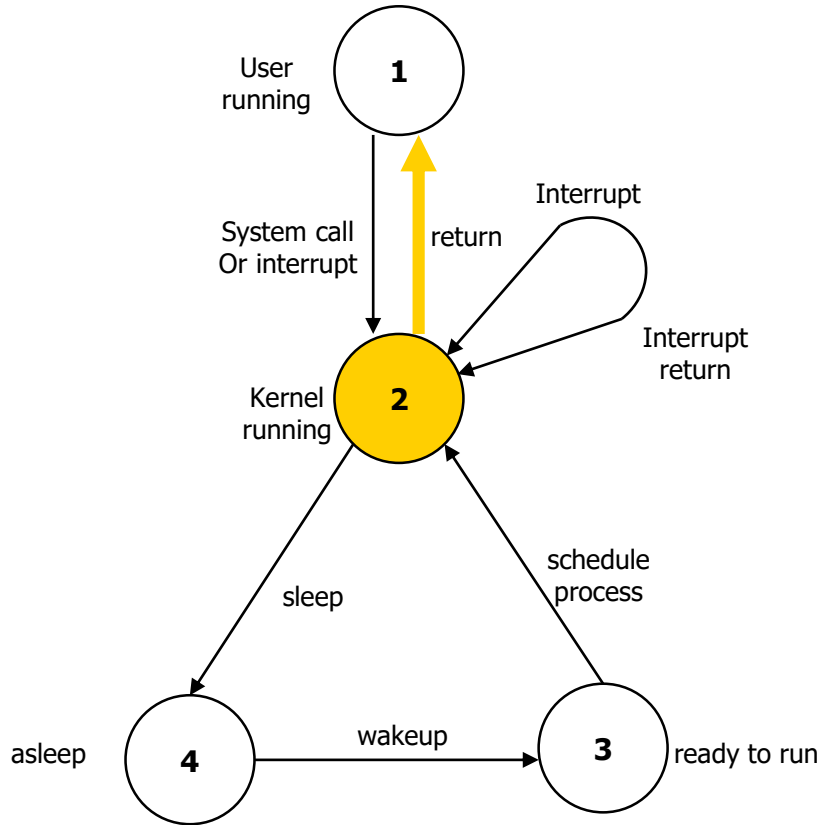 1
User
running
Interrupt
System call
Or interrupt
return
Interrupt
return
2
Kernel
running
schedule
process
sleep
wakeup
asleep
4
3
ready to run